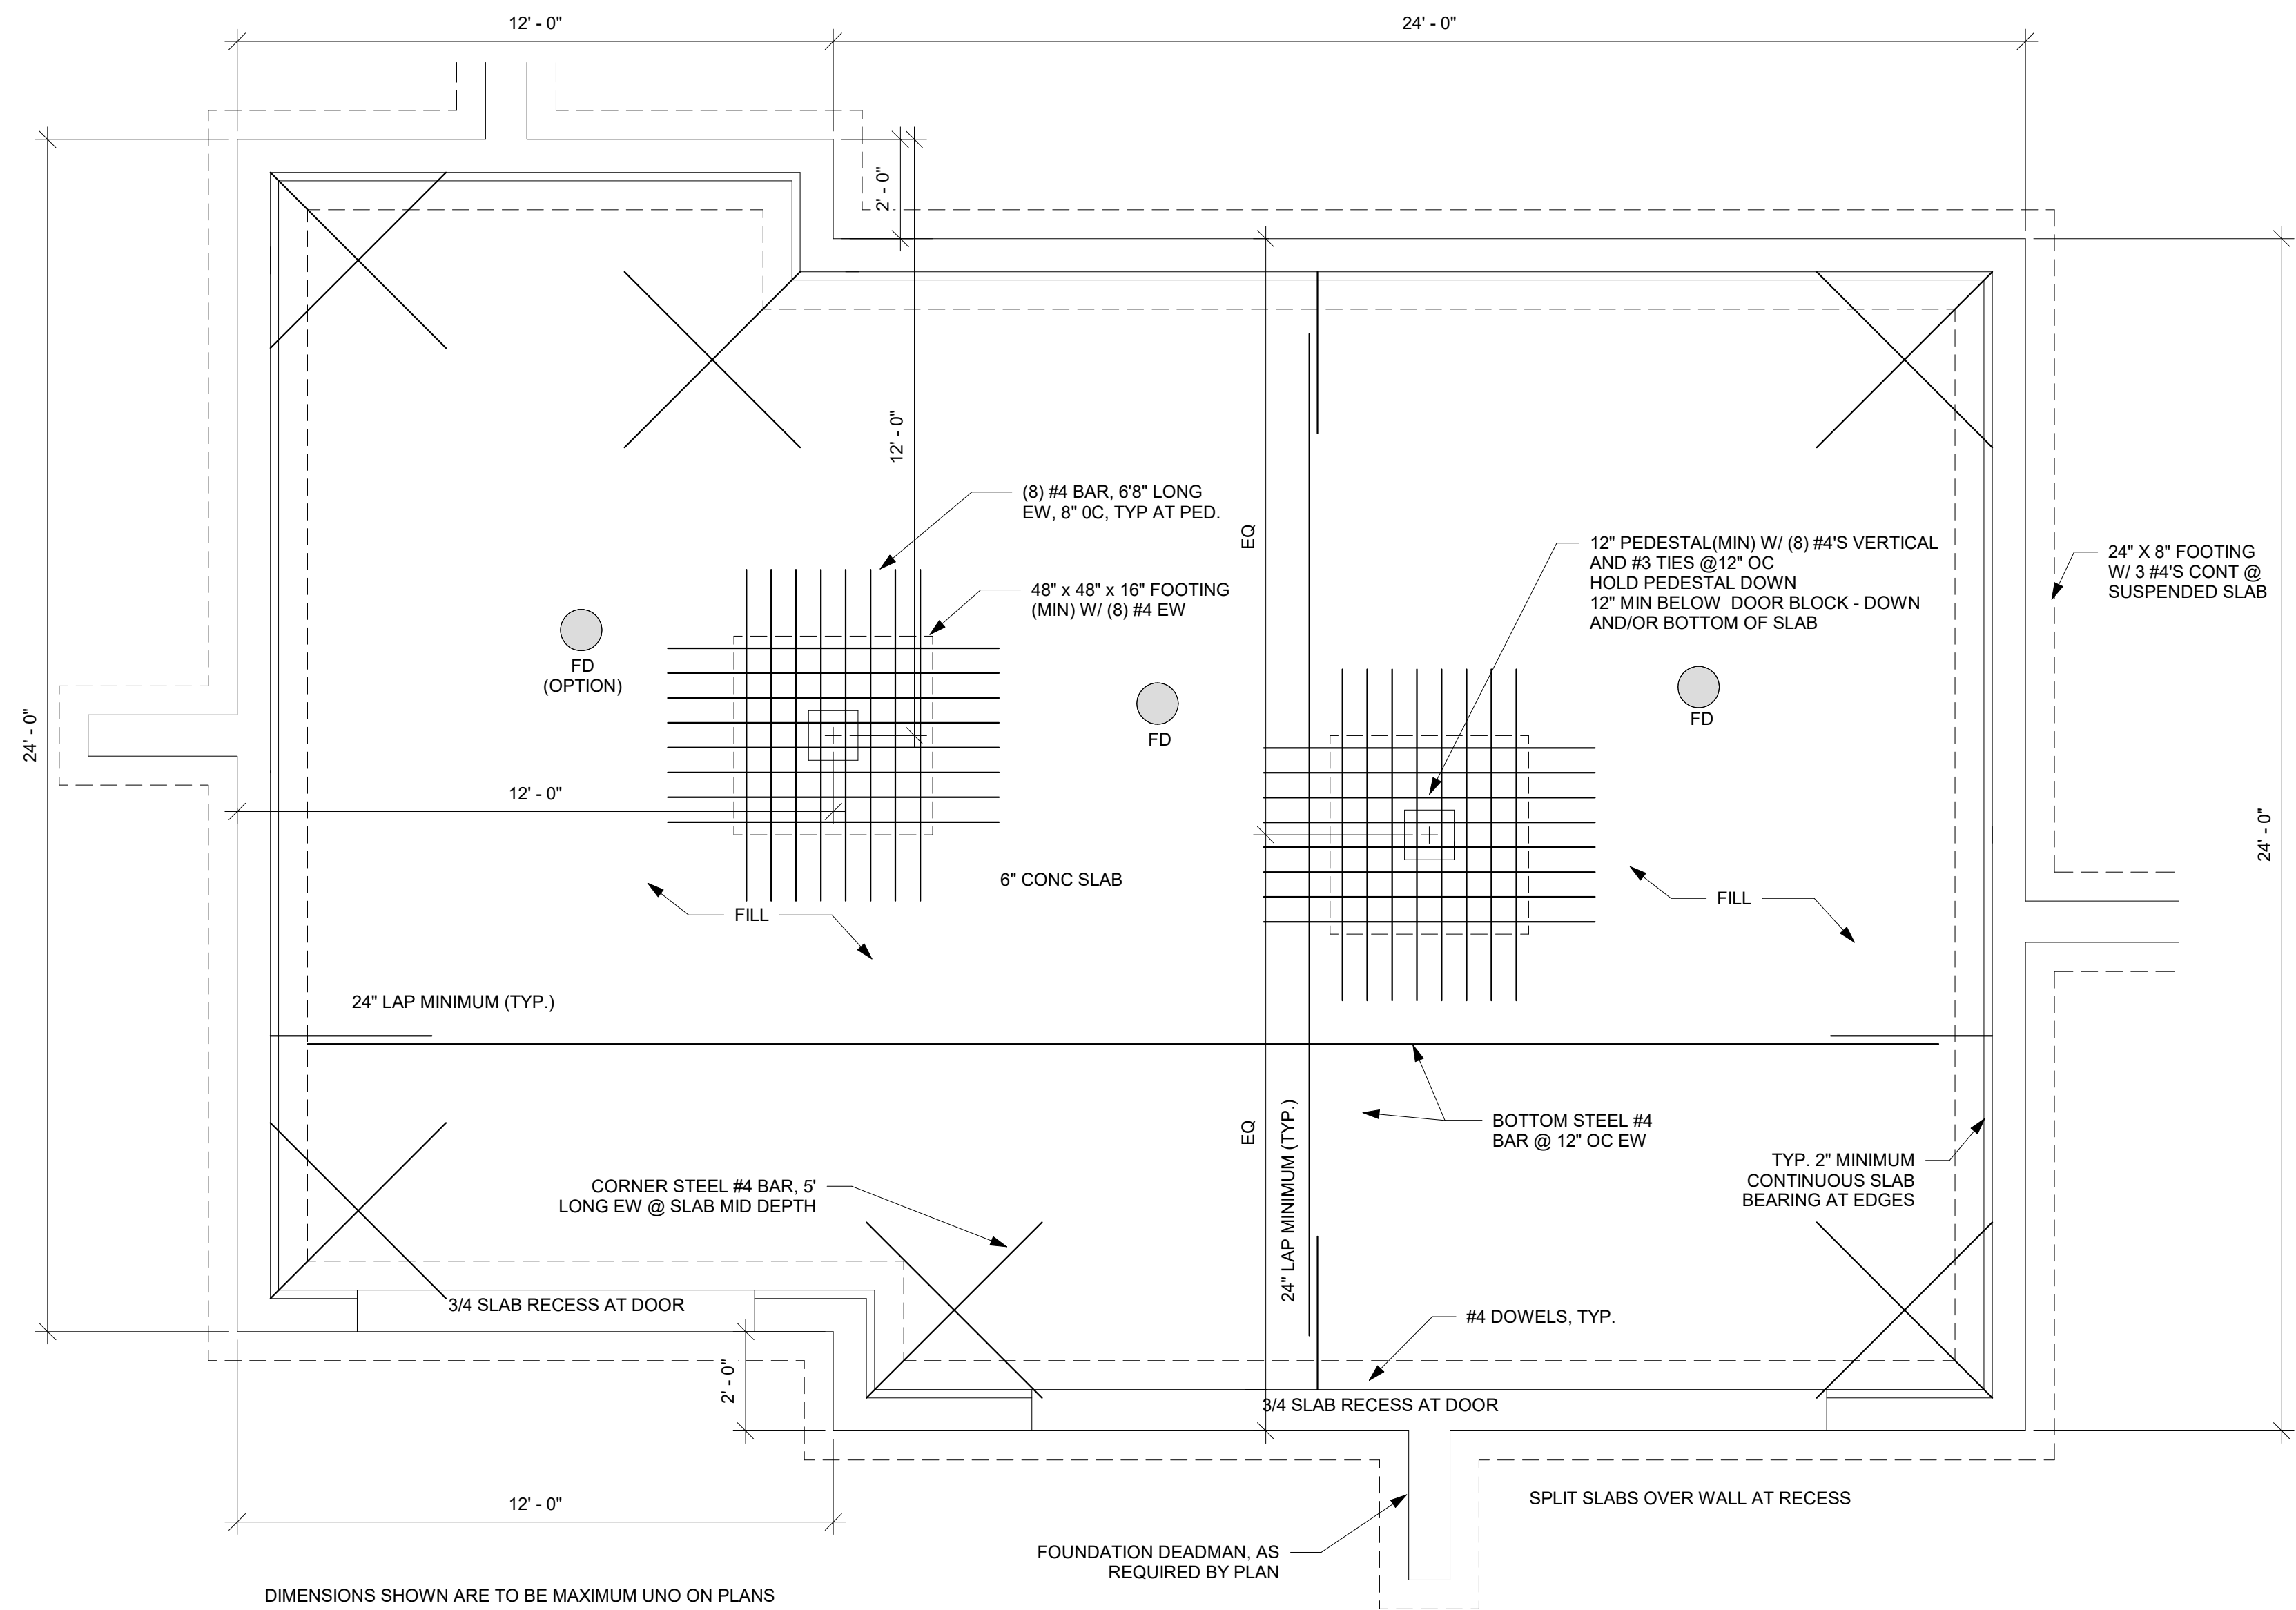 12' - 0"
24' - 0"
2' - 0"
12' - 0"
(8) #4 BAR, 6'8" LONG
EW, 8" 0C, TYP AT PED.
EQ
12" PEDESTAL(MIN) W/ (8) #4'S VERTICAL
AND #3 TIES @12" OC
HOLD PEDESTAL DOWN
12" MIN BELOW DOOR BLOCK - DOWN
AND/OR BOTTOM OF SLAB
24" X 8" FOOTING
W/ 3 #4'S CONT @
SUSPENDED SLAB
48" x 48" x 16" FOOTING
(MIN) W/ (8) #4 EW
FD
(OPTION)
FD
FD
24' - 0"
12' - 0"
24' - 0"
6" CONC SLAB
FILL
FILL
24" LAP MINIMUM (TYP.)
BOTTOM STEEL #4
BAR @ 12" OC EW
EQ
24" LAP MINIMUM (TYP.)
TYP. 2" MINIMUM
CONTINUOUS SLAB
BEARING AT EDGES
CORNER STEEL #4 BAR, 5'
LONG EW @ SLAB MID DEPTH
3/4 SLAB RECESS AT DOOR
#4 DOWELS, TYP.
2' - 0"
3/4 SLAB RECESS AT DOOR
12' - 0"
SPLIT SLABS OVER WALL AT RECESS
FOUNDATION DEADMAN, AS
REQUIRED BY PLAN
DIMENSIONS SHOWN ARE TO BE MAXIMUM UNO ON PLANS